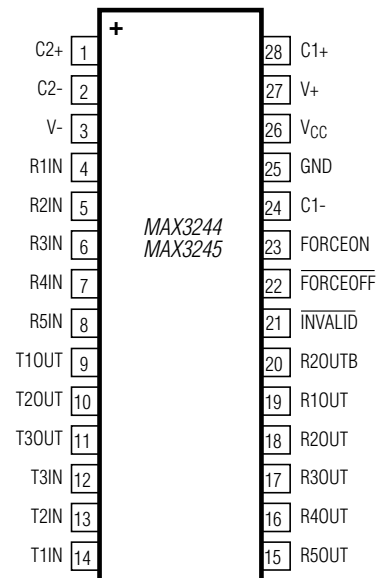 +
C2+ 1 28 C1+
C2- 2 27 V+
V- 3 26 VCC
R1IN 4 25 GND
R2IN 5 24 C1-
MAX3244
MAX3245
R3IN 6 23 FORCEON
R4IN 7 22 FORCEOFF
R5IN 8 21 INVALID
T1OUT 9 20 R2OUTB
T2OUT 10 19 R1OUT
T3OUT 11 18 R2OUT
T3IN 12 17 R3OUT
T2IN 13 16 R4OUT
T1IN 14 15 R5OUT